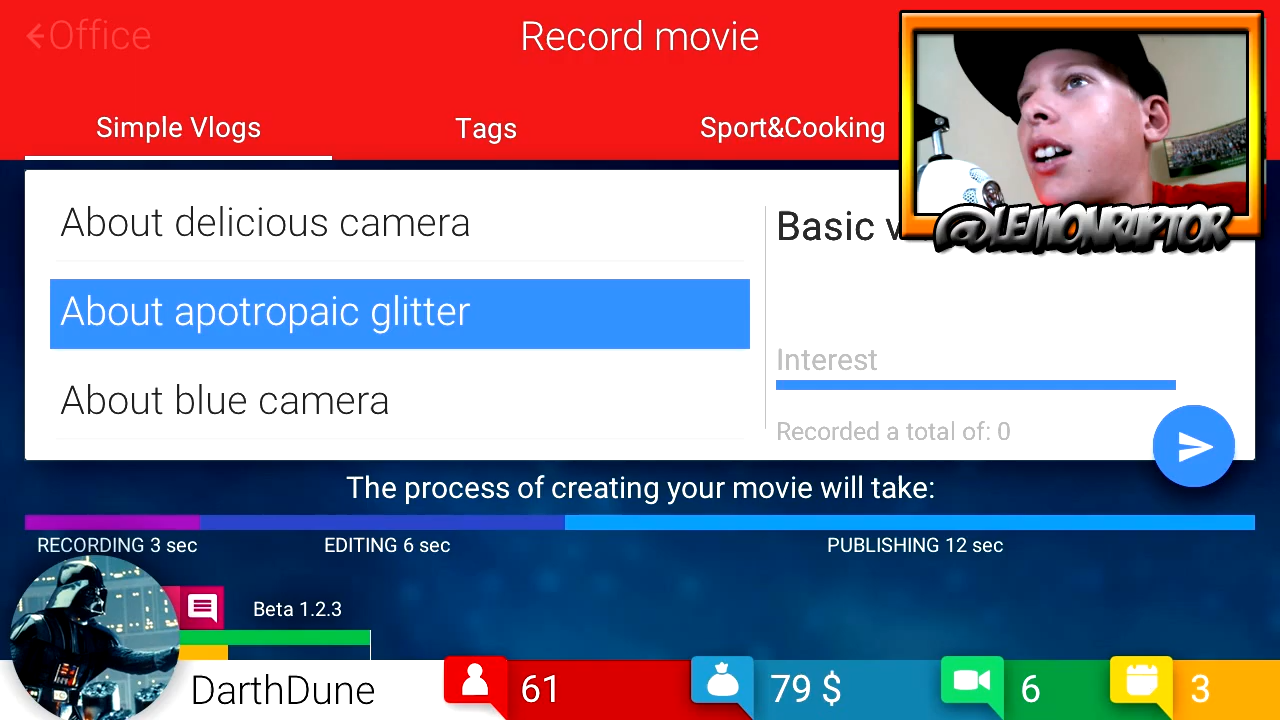 Office
Record movie
Simple Vlogs
Tags
Sport&Cooking
@LEMONRAPTOR
About delicious camera
About apotropaic glitter
About blue camera
Basic v
Interest
Recorded a total of: 0
The process of creating your movie will take:
RECORDING 3 sec
EDITING 6 sec
PUBLISHING 12 sec
Beta 1.2.3
DarthDune
61
79 $
6
3